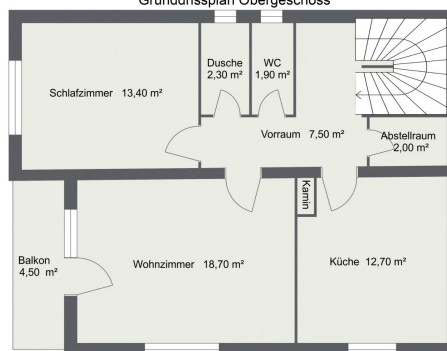 Grundrissplan Obergeschoss
Dusche
2,30 m²
WC
1,90 m²
Schlafzimmer 13,40 m²
Vorraum 7,50 m²
Abstellraum
2,00 m²
Kamin
Balkon
4,50 m²
Wohnzimmer 18,70 m²
Küche 12,70 m²